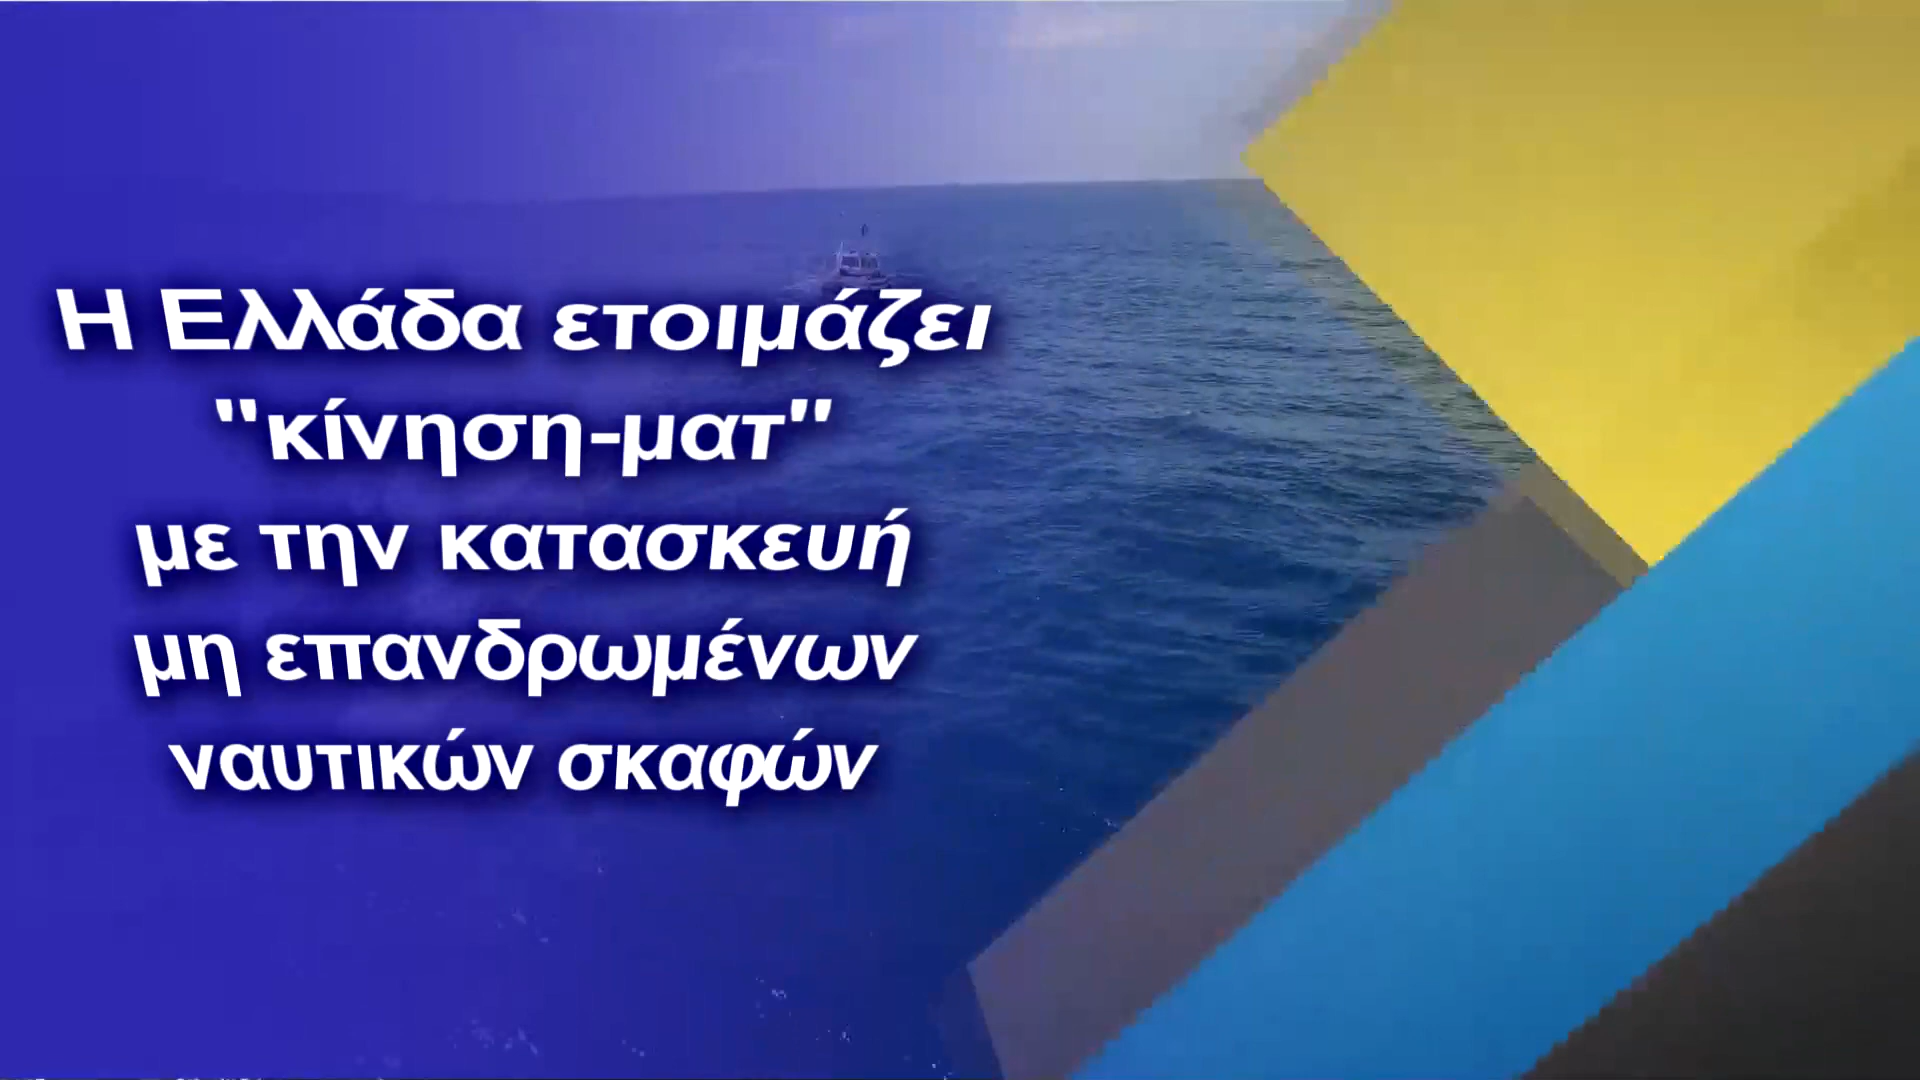 Η Ελλάδα ετοιμάζει
"κίνηση-ματ"
με την κατασκευή
μη επανδρωμένων
ναυτικών σκαφών